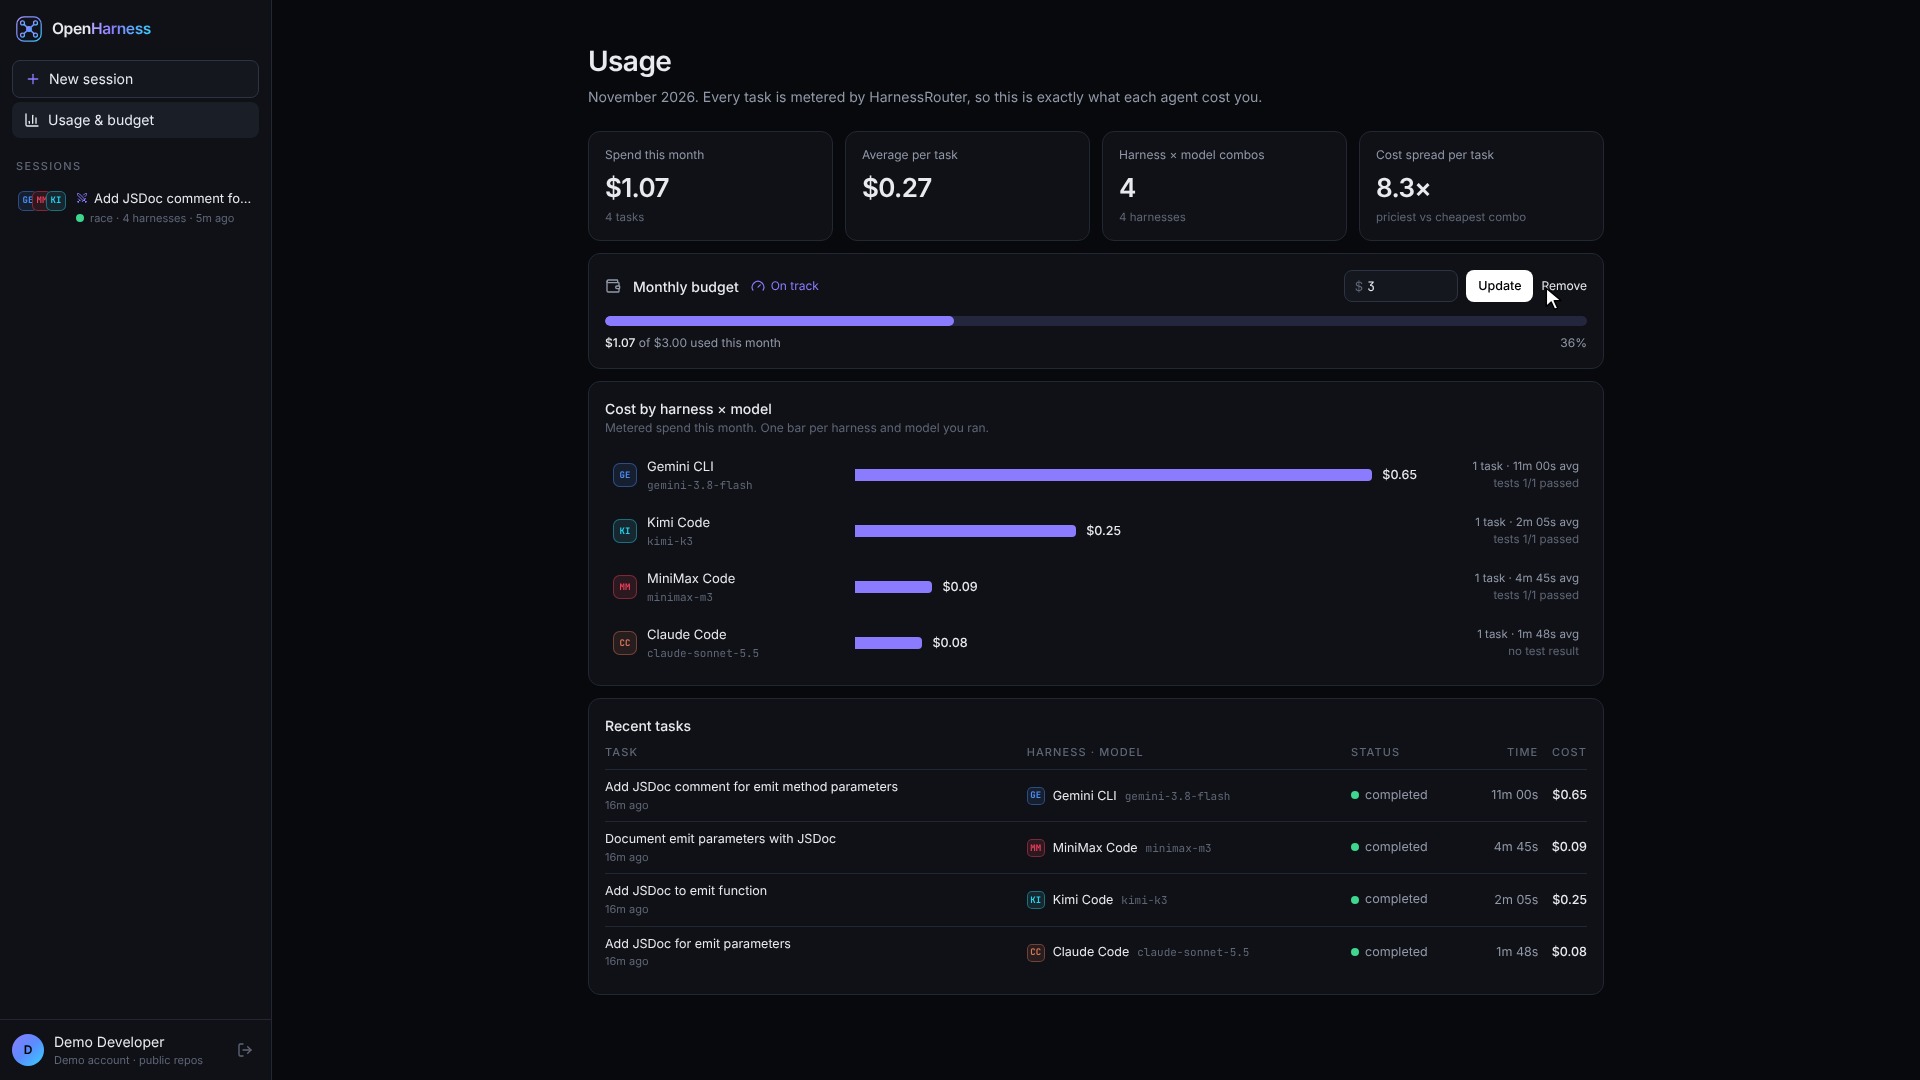 OpenHarness
New session
Usage & budget
SESSIONS
GE MM KI Add JSDoc comment fo...
race · 4 harnesses · 5m ago
Usage
November 2026. Every task is metered by HarnessRouter, so this is exactly what each agent cost you.
Spend this month
$1.07
4 tasks
Average per task
$0.27
Harness × model combos
4
4 harnesses
Cost spread per task
8.3×
priciest vs cheapest combo
Monthly budget On track $ 3 Update Remove
$1.07 of $3.00 used this month 36%
Cost by harness × model
Metered spend this month. One bar per harness and model you ran.
GE Gemini CLI $0.65 1 task · 11m 00s avg
gemini-3.8-flash tests 1/1 passed
KI Kimi Code $0.25 1 task · 2m 05s avg
kimi-k3 tests 1/1 passed
MM MiniMax Code $0.09 1 task · 4m 45s avg
minimax-m3 tests 1/1 passed
CC Claude Code $0.08 1 task · 1m 48s avg
claude-sonnet-5.5 no test result
Recent tasks
TASK HARNESS · MODEL STATUS TIME COST
Add JSDoc comment for emit method parameters GE Gemini CLI gemini-3.8-flash completed 11m 00s $0.65
16m ago
Document emit parameters with JSDoc MM MiniMax Code minimax-m3 completed 4m 45s $0.09
16m ago
Add JSDoc to emit function KI Kimi Code kimi-k3 completed 2m 05s $0.25
16m ago
Add JSDoc for emit parameters CC Claude Code claude-sonnet-5.5 completed 1m 48s $0.08
16m ago
D Demo Developer
Demo account · public repos